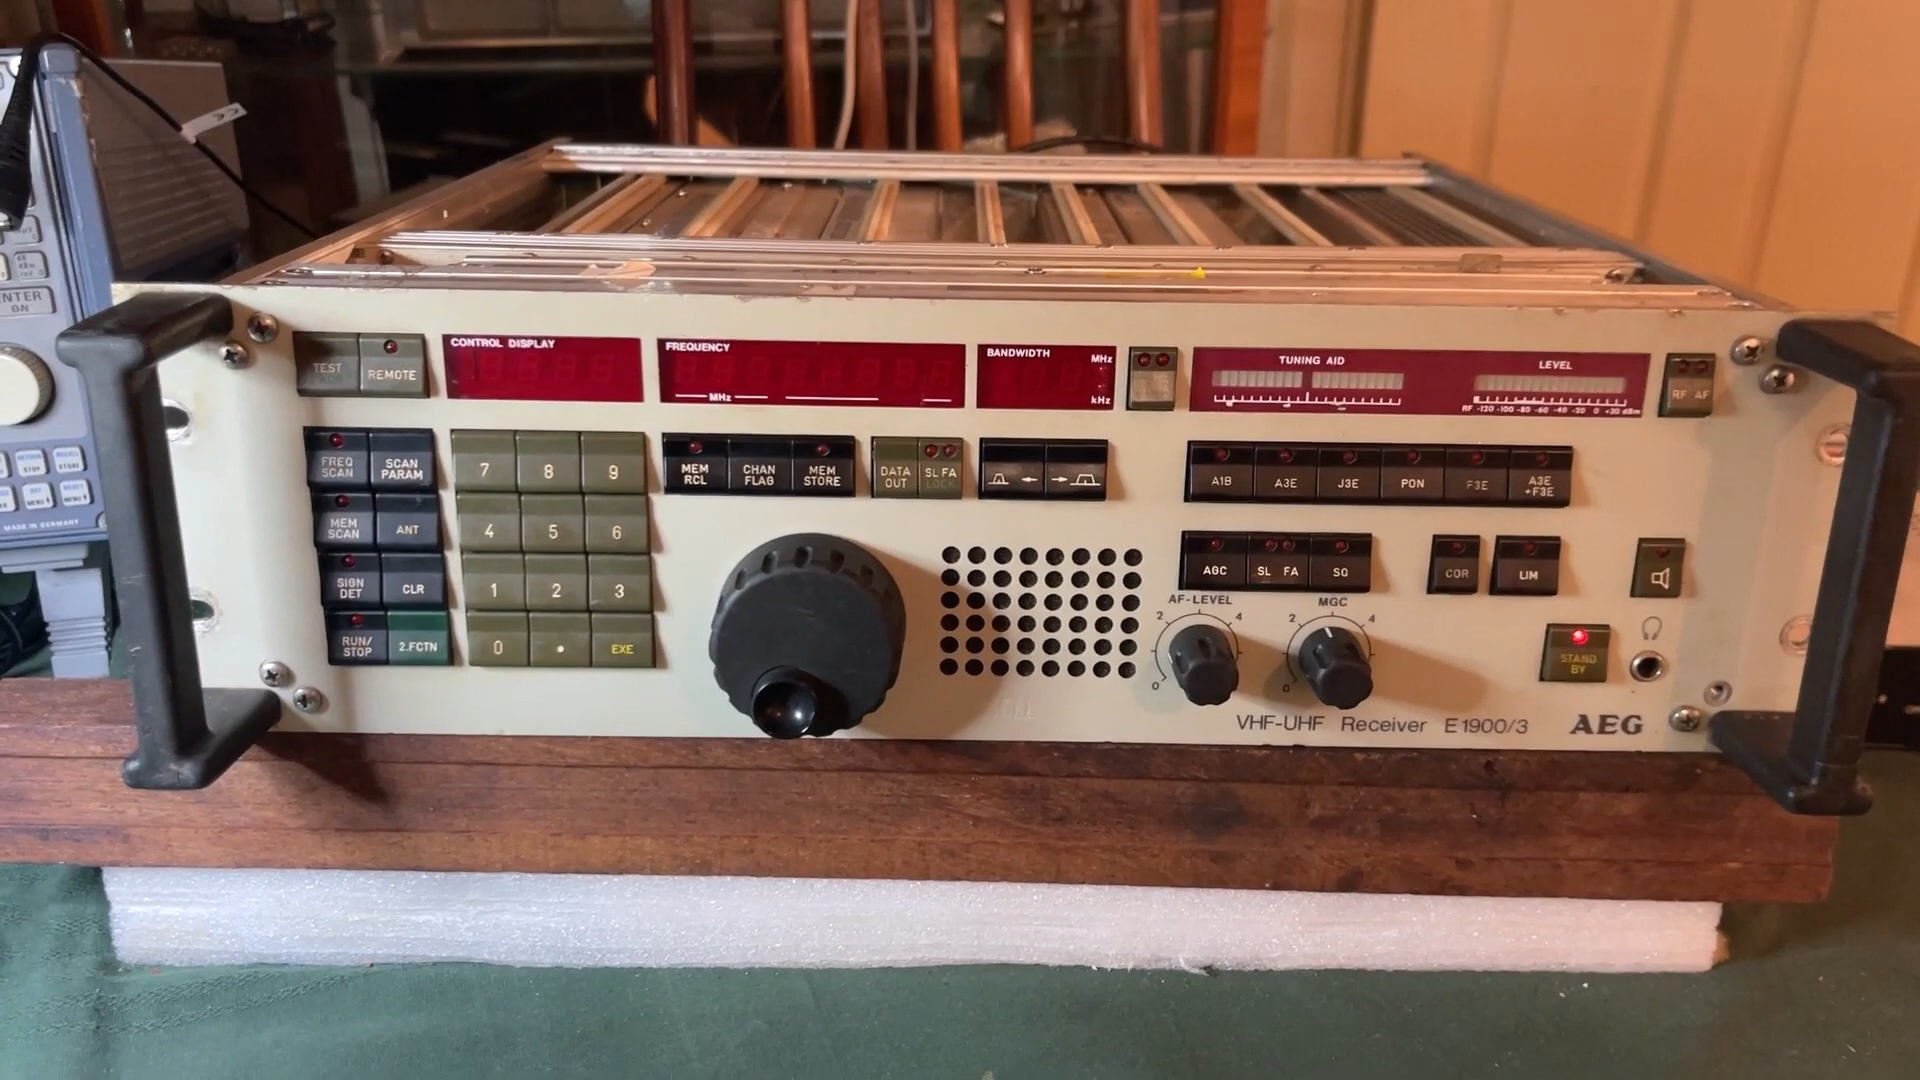 ENTER
ON
MADE IN GERMANY
TEST
REMOTE
CONTROL DISPLAY
FREQUENCY
MHz
BANDWIDTH
MHz
kHz
TUNING AID
LEVEL
RF -120 -100 -80 -60 -40 -20 0 +20 dBm
RF AF
FREQ SCAN
SCAN PARAM
7 8 9
MEM RCL
CHAN FLAG
MEM STORE
DATA OUT
SL FA
LOCK
A1B
A3E
J3E
PON
F3E
A3E +F3E
MEM SCAN
ANT
4 5 6
SIGN DET
CLR
1 2 3
AGC
SL FA
SQ
COR
LIM
RUN/ STOP
2.FCTN
0 . EXE
AF-LEVEL
0 2 4
MGC
0 2 4
STAND BY
VHF-UHF Receiver E1900/3
AEG